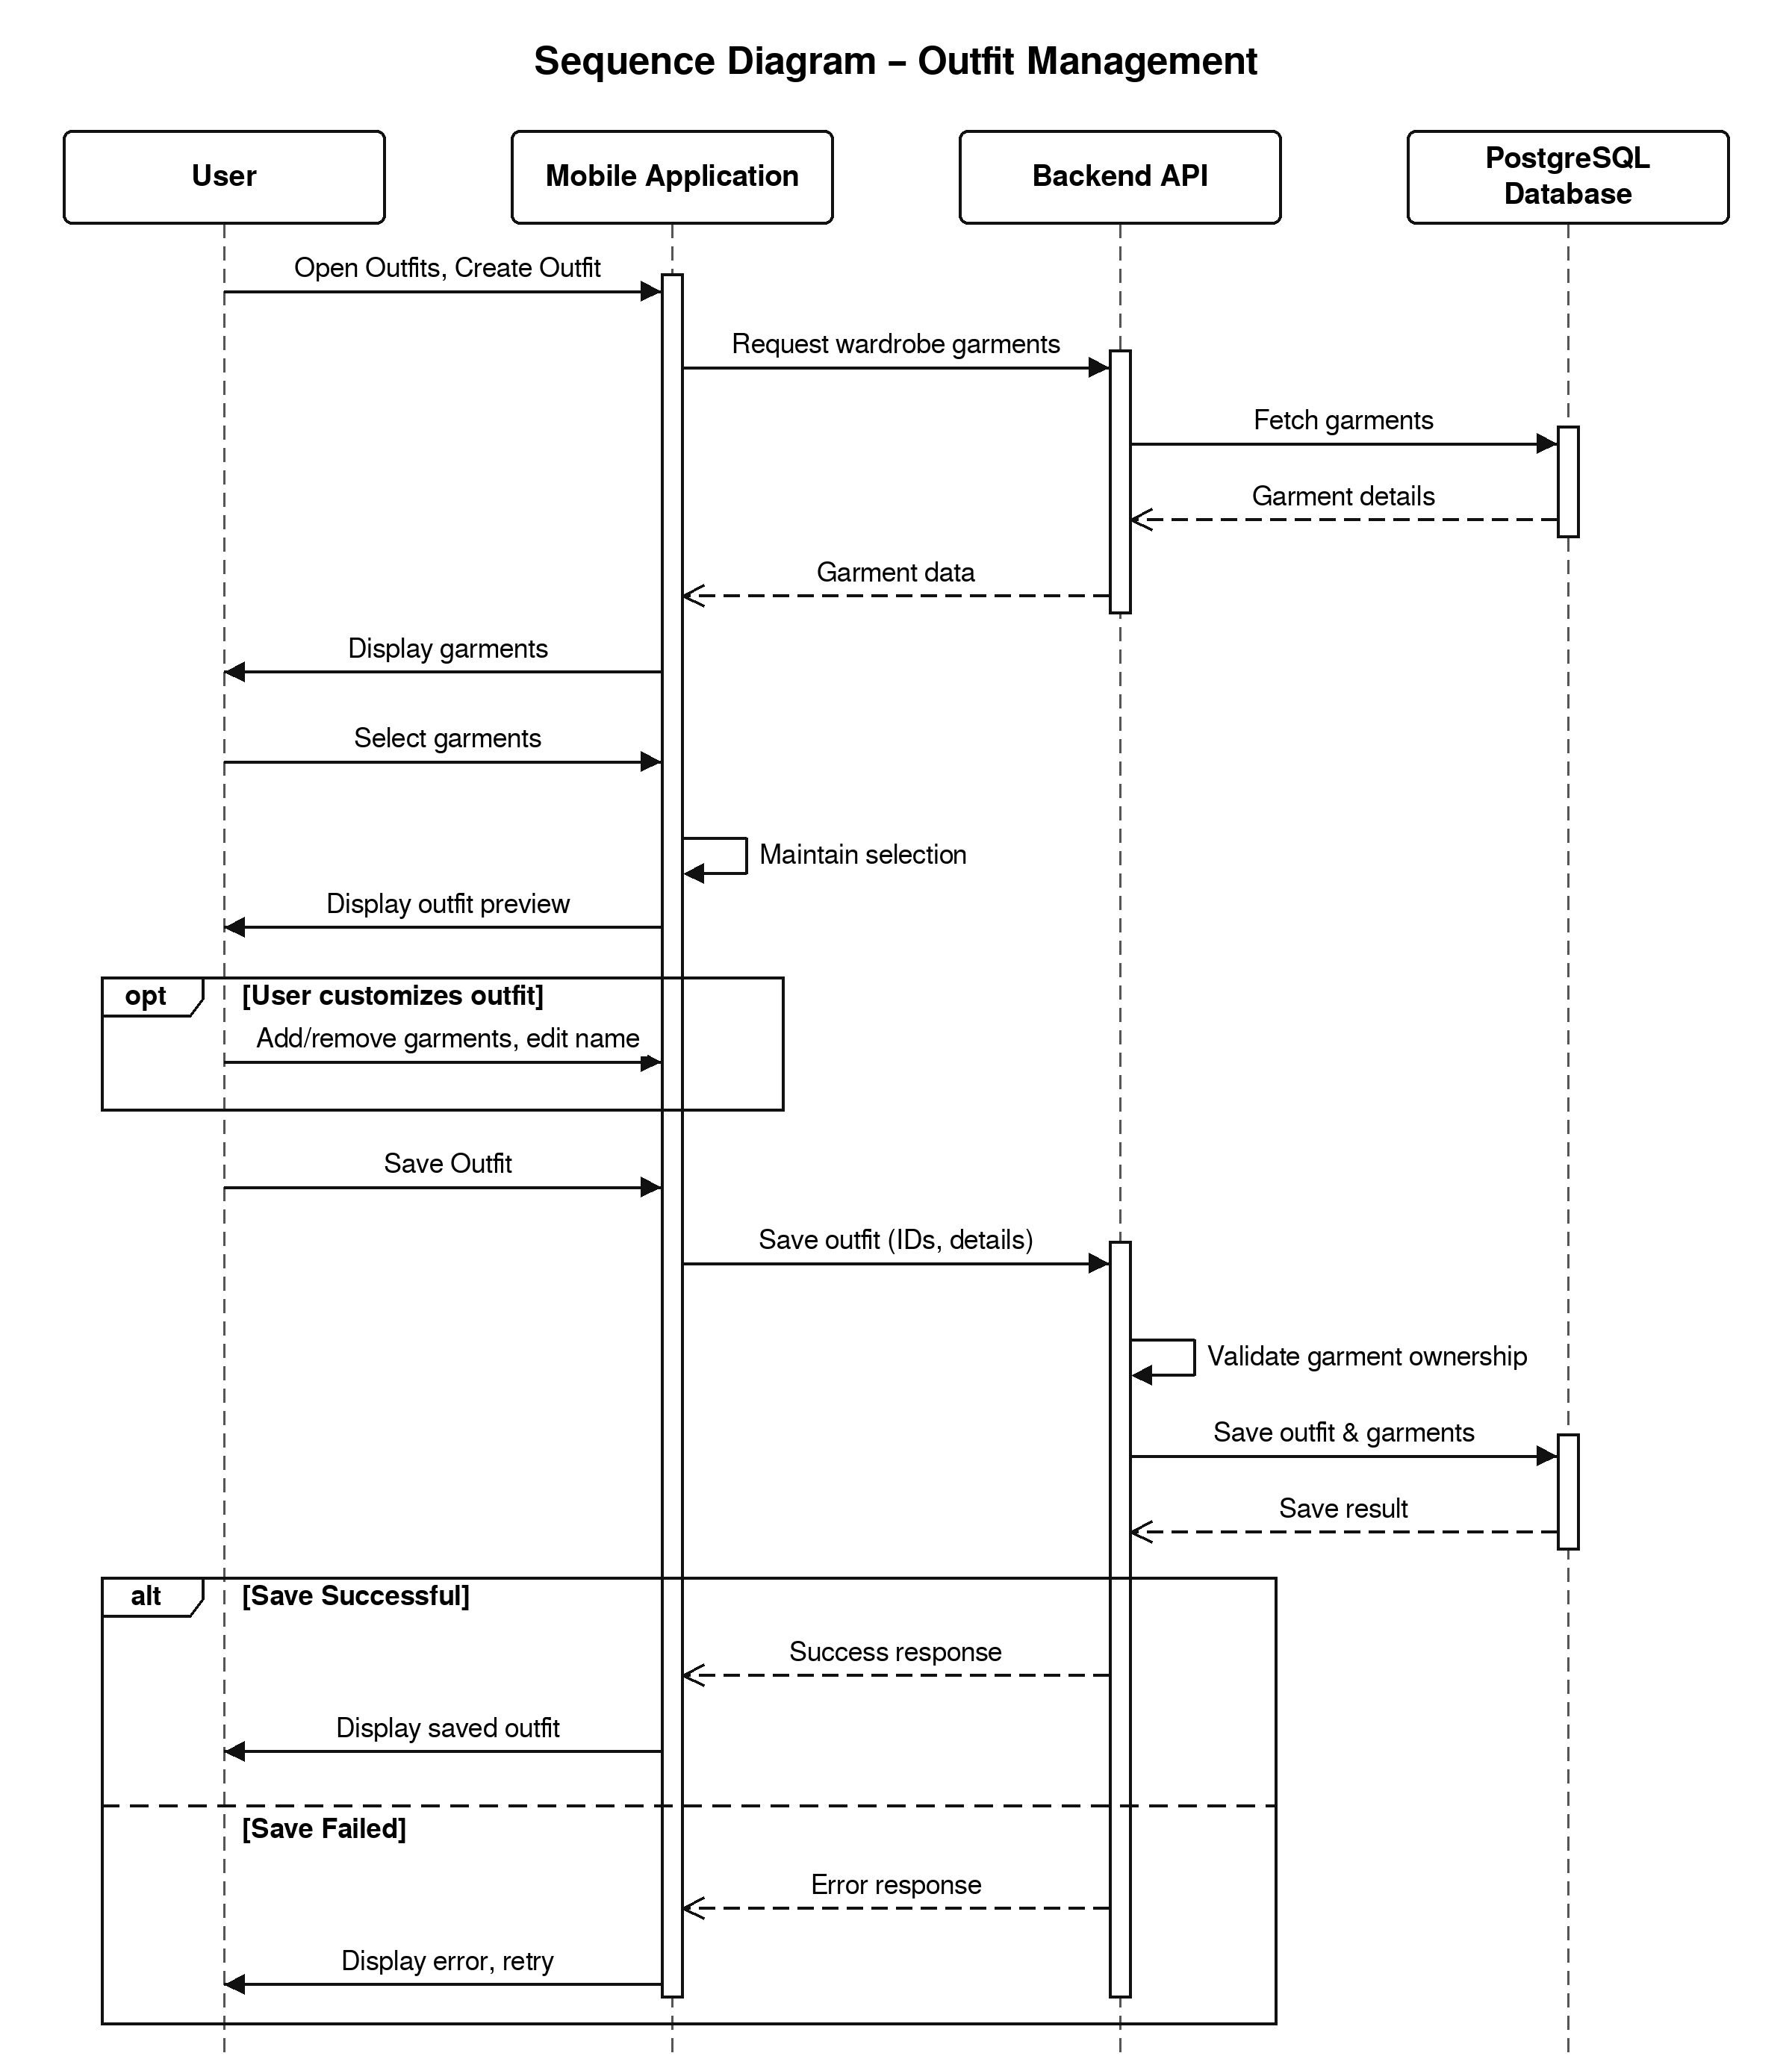 Sequence Diagram – Outfit Management
User
Mobile Application
Backend API
PostgreSQL
Database
Open Outfits, Create Outfit
Request wardrobe garments
Fetch garments
Garment details
Garment data
Display garments
Select garments
Maintain selection
Display outfit preview
opt
[User customizes outfit]
Add/remove garments, edit name
Save Outfit
Save outfit (IDs, details)
Validate garment ownership
Save outfit & garments
Save result
alt
[Save Successful]
Success response
Display saved outfit
[Save Failed]
Error response
Display error, retry